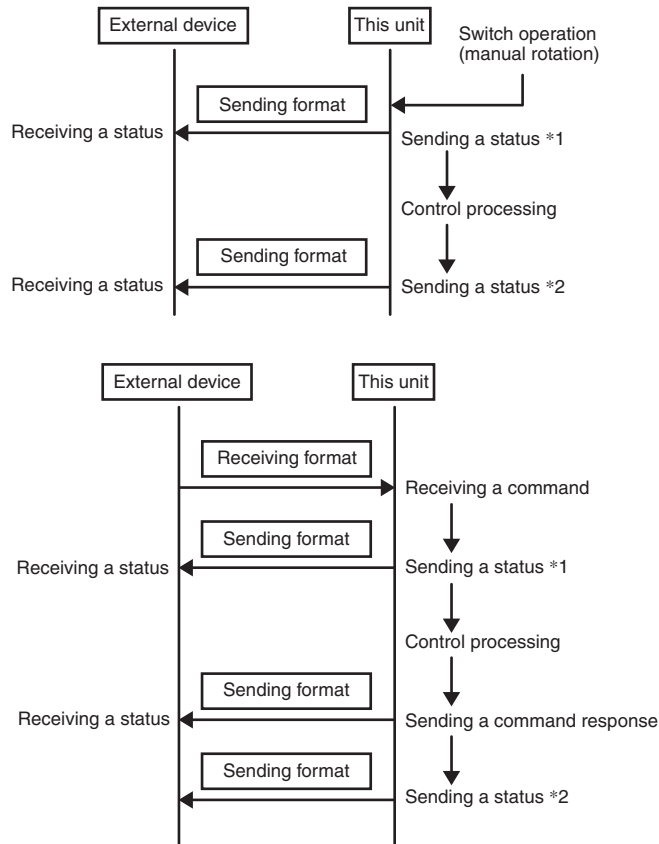 External device
This unit
Switch operation
(manual rotation)
Sending format
Receiving a status
Sending a status *1
Control processing
Sending format
Receiving a status
Sending a status *2
External device
This unit
Receiving format
Receiving a command
Sending format
Receiving a status
Sending a status *1
Control processing
Sending format
Receiving a status
Sending a command response
Sending format
Sending a status *2